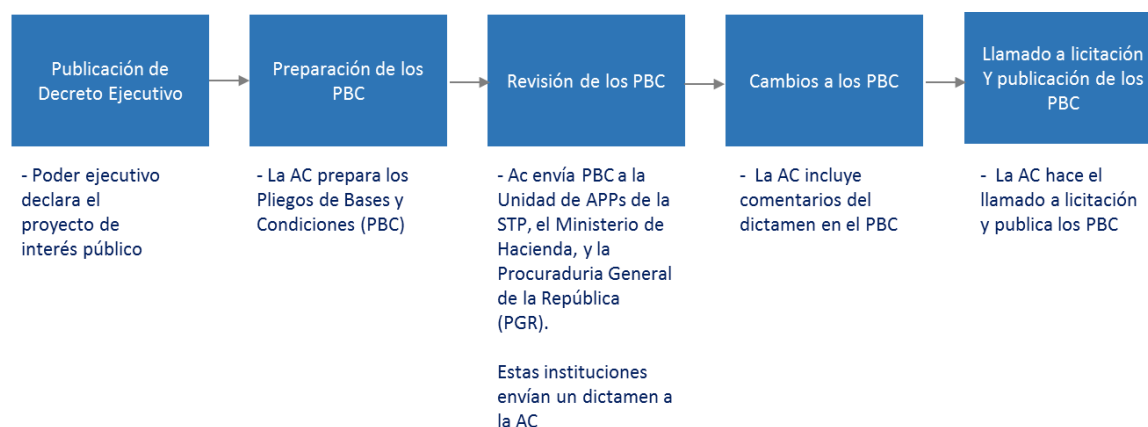 Publicación de
Decreto Ejecutivo
Preparación de los
PBC
Revisión de los PBC
Cambios a los PBC
Llamado a licitación
Y publicación de los
PBC
- Poder ejecutivo
declara el
proyecto de
interés público
- La AC prepara los
Pliegos de Bases y
Condiciones (PBC)
- Ac envía PBC a la
Unidad de APPs de la
STP, el Ministerio de
Hacienda, y la
Procuraduria General
de la República
(PGR).
Estas instituciones
envían un dictamen a
la AC
- La AC incluye
comentarios del
dictamen en el PBC
- La AC hace el
llamado a licitación
y publica los PBC